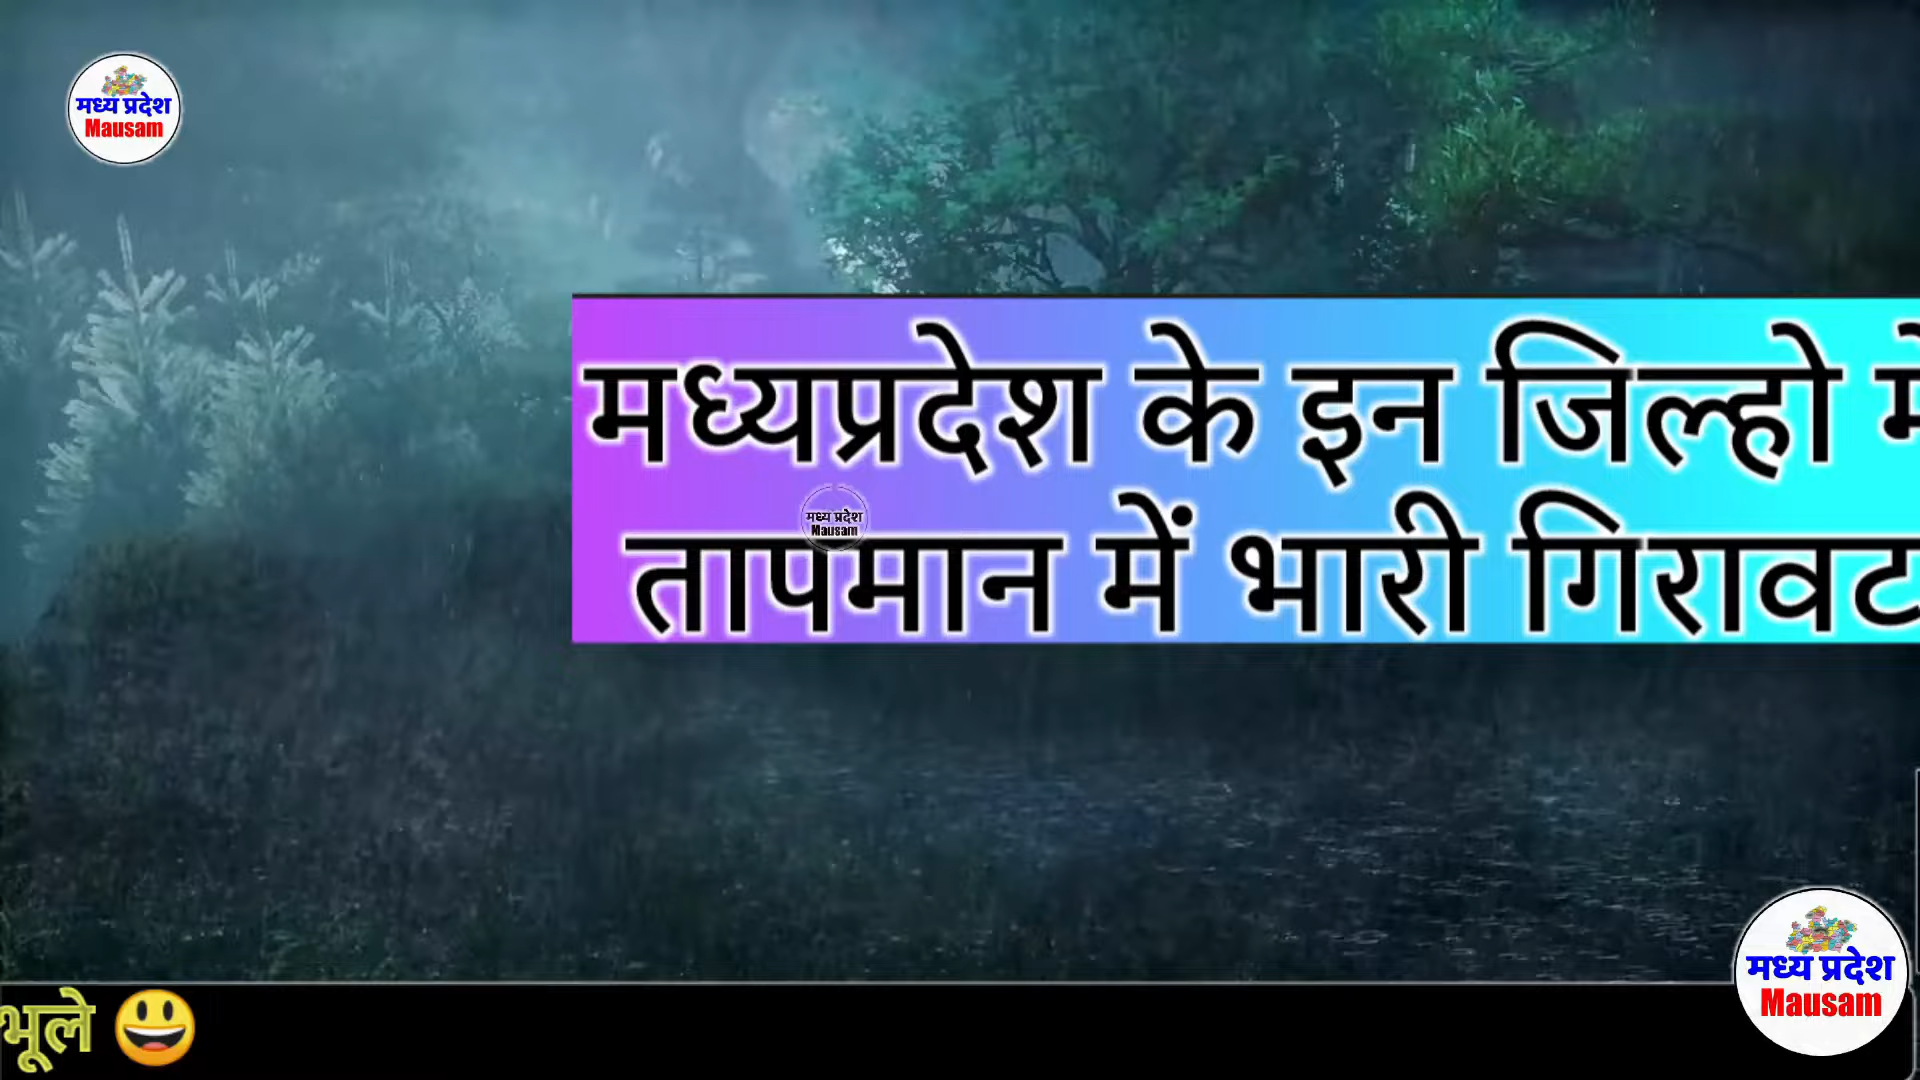 मध्य प्रदेश
Mausam
मध्यप्रदेश के इन जिल्हो में
मध्य प्रदेश
Mausam
तापमान में भारी गिरावट
मध्य प्रदेश
Mausam
भूले 😃